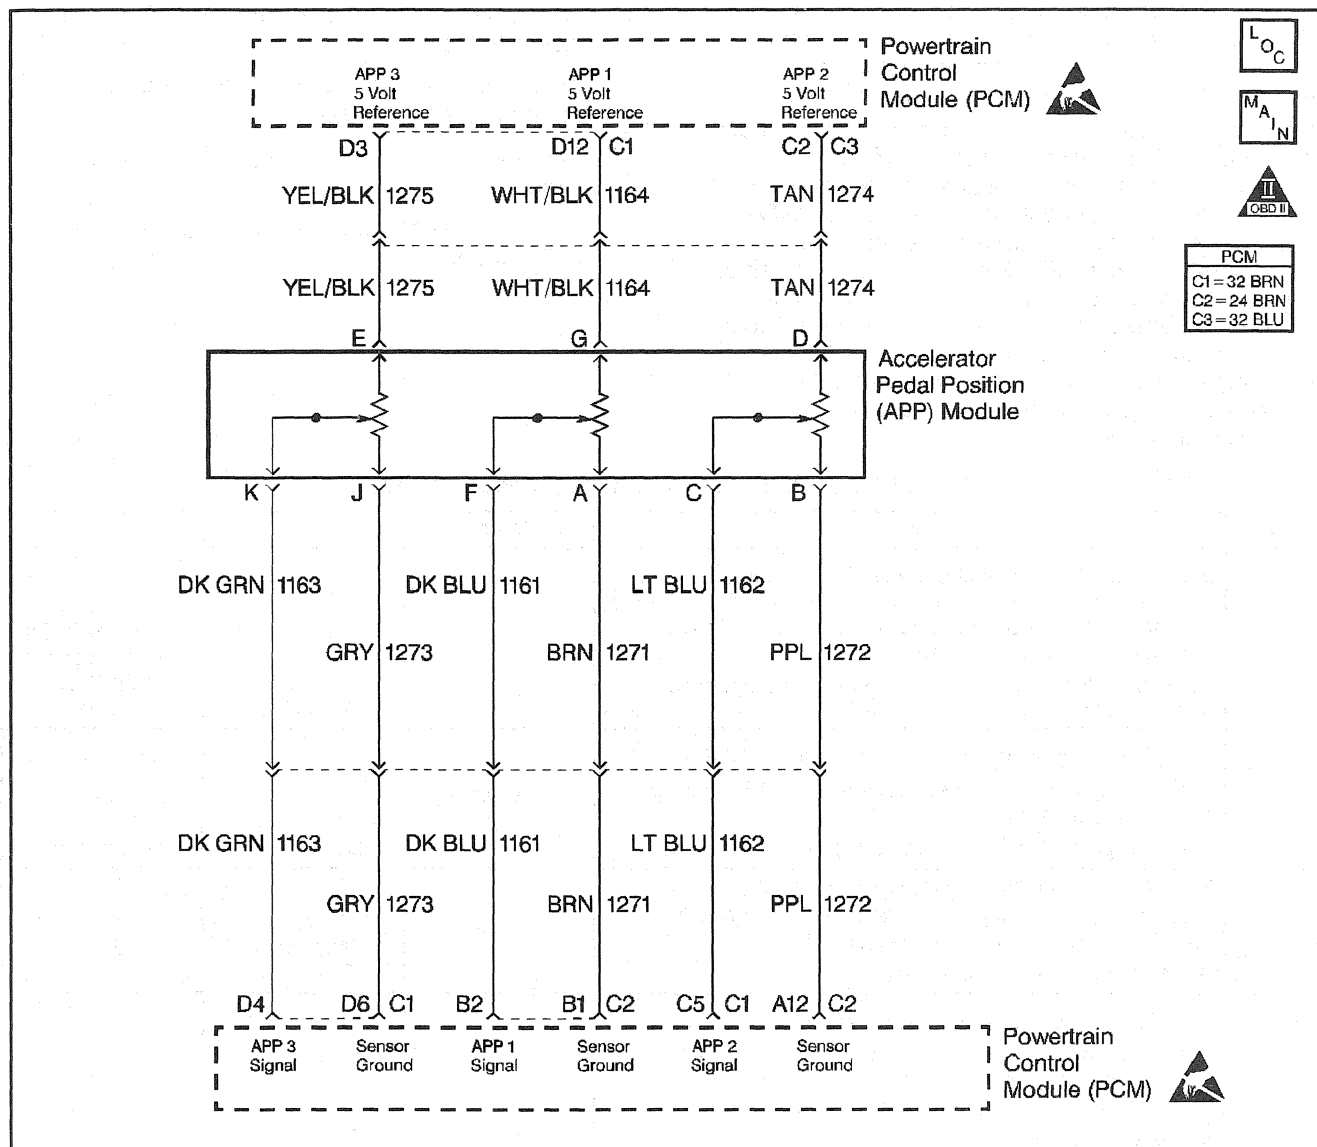 APP 3
5 Volt
Reference
APP 1
5 Volt
Reference
APP 2
5 Volt
Reference
Powertrain
Control
Module (PCM)
L O C
M A I N
II
OBD II
D3 D12 C1 C2 C3
YEL/BLK 1275 WHT/BLK 1164 TAN 1274
PCM
C1=32 BRN
C2=24 BRN
C3=32 BLU
YEL/BLK 1275 WHT/BLK 1164 TAN 1274
E G D
Accelerator
Pedal Position
(APP) Module
K J F A C B
DK GRN 1163 DK BLU 1161 LT BLU 1162
GRY 1273 BRN 1271 PPL 1272
DK GRN 1163 DK BLU 1161 LT BLU 1162
GRY 1273 BRN 1271 PPL 1272
D4 D6 C1 B2 B1 C2 C5 C1 A12 C2
APP 3
Signal
Sensor
Ground
APP 1
Signal
Sensor
Ground
APP 2
Signal
Sensor
Ground
Powertrain
Control
Module (PCM)